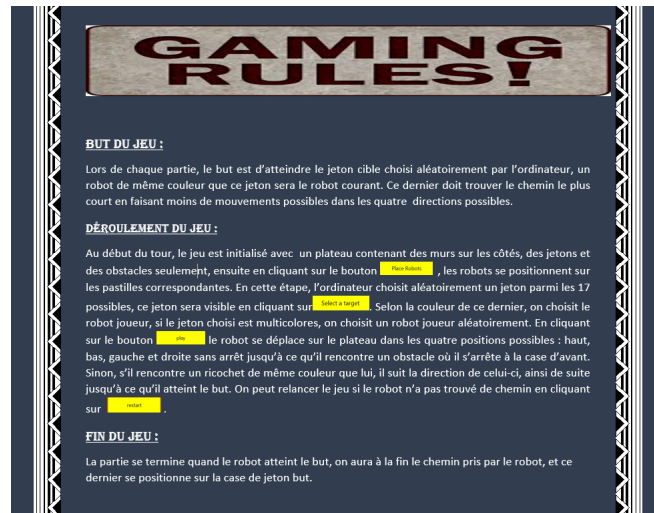 GAMING
RULES!
BUT DU JEU :
Lors de chaque partie, le but est d'atteindre le jeton cible choisi aléatoirement par l'ordinateur, un
robot de même couleur que ce jeton sera le robot courant. Ce dernier doit trouver le chemin le plus
court en faisant moins de mouvements possibles dans les quatre directions possibles.
DÉROULEMENT DU JEU :
Au début du tour, le jeu est initialisé avec un plateau contenant des murs sur les côtés, des jetons et
des obstacles seulement, ensuite en cliquant sur le bouton Place Robots , les robots se positionnent sur
les pastilles correspondantes. En cette étape, l'ordinateur choisit aléatoirement un jeton parmi les 17
possibles, ce jeton sera visible en cliquant sur Select a target . Selon la couleur de ce dernier, on choisit le
robot joueur, si le jeton choisi est multicolores, on choisit un robot joueur aléatoirement. En cliquant
sur le bouton play le robot se déplace sur le plateau dans les quatre positions possibles : haut,
bas, gauche et droite sans arrêt jusqu'à ce qu'il rencontre un obstacle où il s'arrête à la case d'avant.
Sinon, s'il rencontre un ricochet de même couleur que lui, il suit la direction de celui-ci, ainsi de suite
jusqu'à ce qu'il atteint le but. On peut relancer le jeu si le robot n'a pas trouvé de chemin en cliquant
sur restart .
FIN DU JEU :
La partie se termine quand le robot atteint le but, on aura à la fin le chemin pris par le robot, et ce
dernier se positionne sur la case de jeton but.